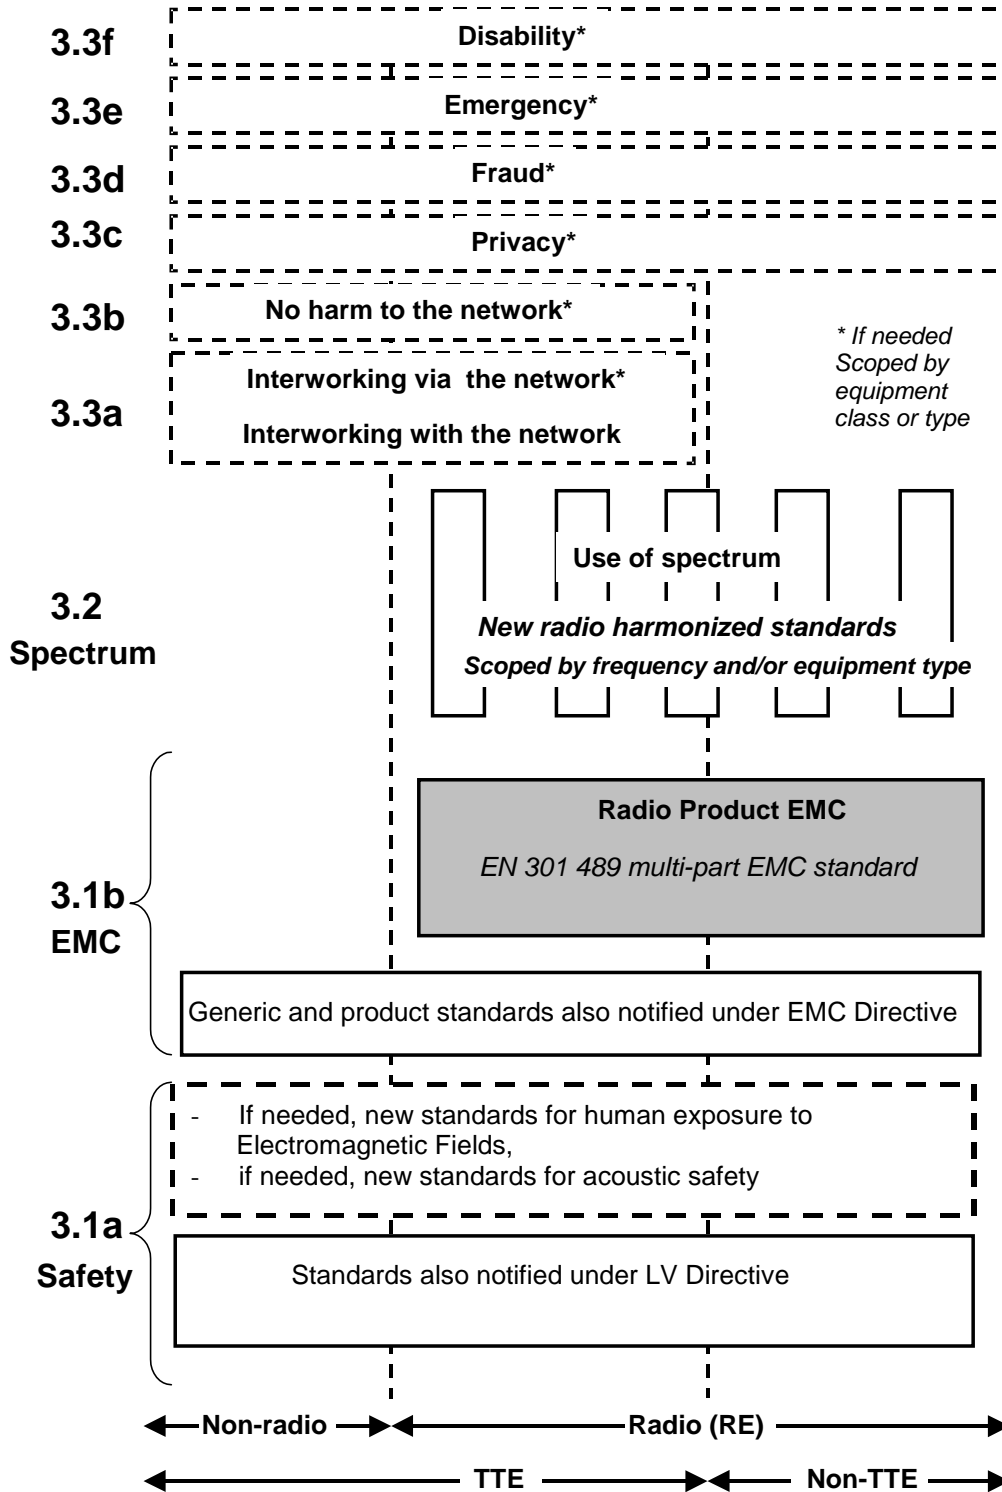 3.3f
Disability*
3.3e
Emergency*
3.3d
Fraud*
3.3c
Privacy*
3.3b
No harm to the network*
* If needed
Scoped by
equipment
class or type
3.3a
Interworking via the network*
Interworking with the network
3.2
Spectrum
Use of spectrum
New radio harmonized standards
Scoped by frequency and/or equipment type
3.1b
EMC
Radio Product EMC
EN 301 489 multi-part EMC standard
Generic and product standards also notified under EMC Directive
3.1a
Safety
- If needed, new standards for human exposure to
Electromagnetic Fields,
- if needed, new standards for acoustic safety
Standards also notified under LV Directive
Non-radio
Radio (RE)
TTE
Non-TTE